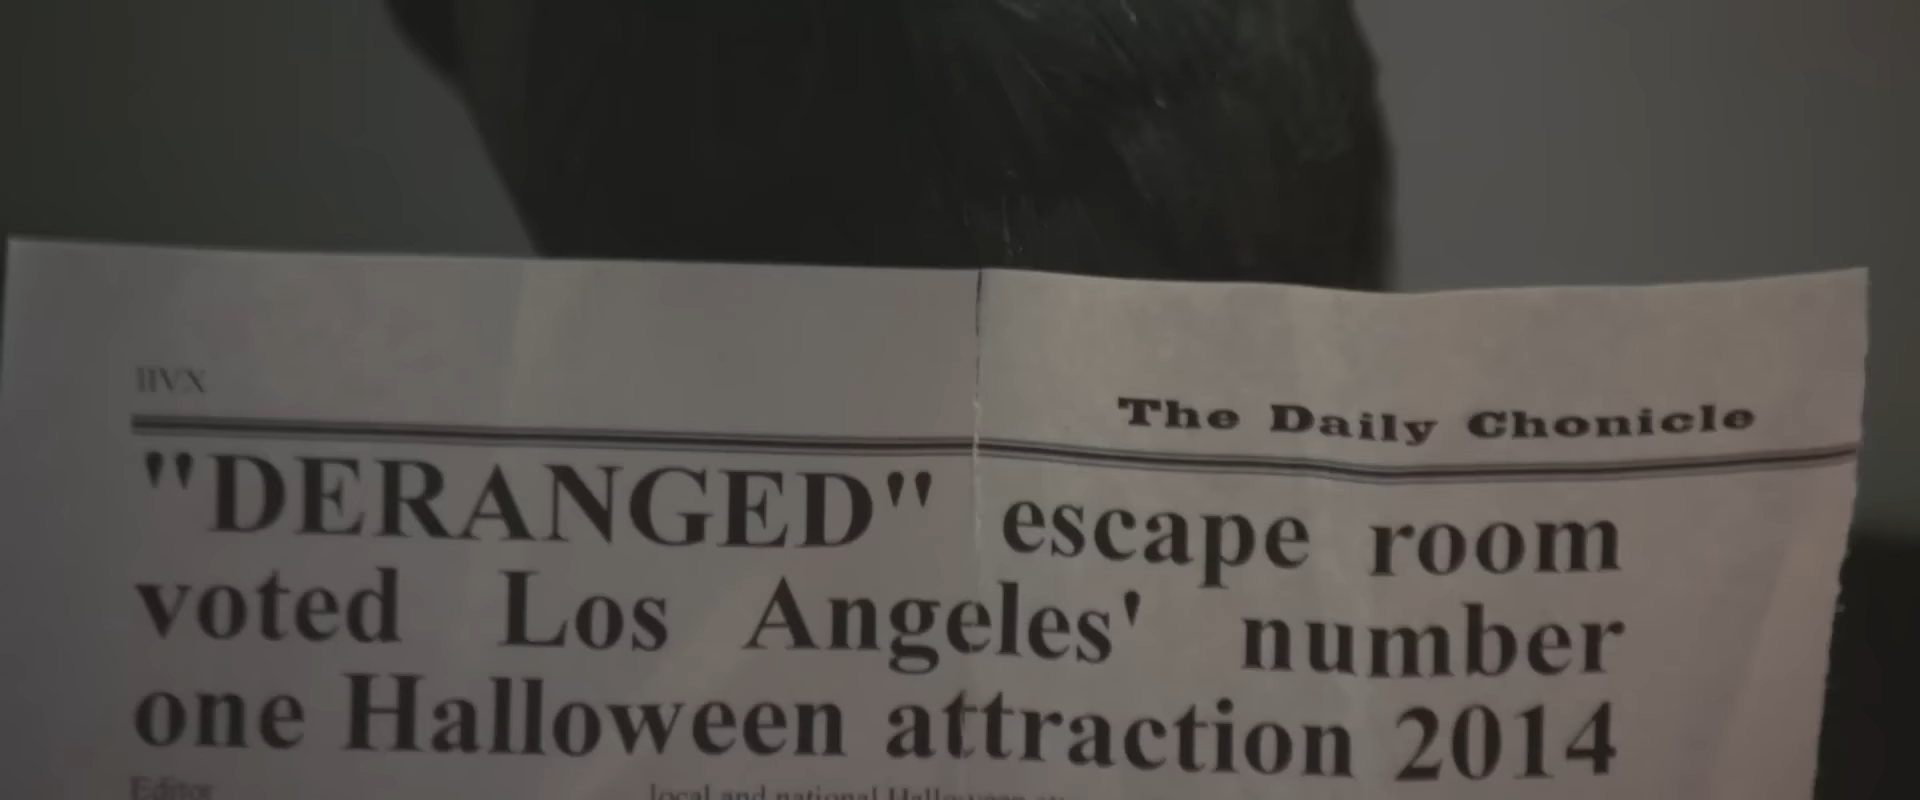 IIVX
The Daily Chonicle
"DERANGED" escape room
voted Los Angeles' number
one Halloween attraction 2014
Editor
local and national Halloween